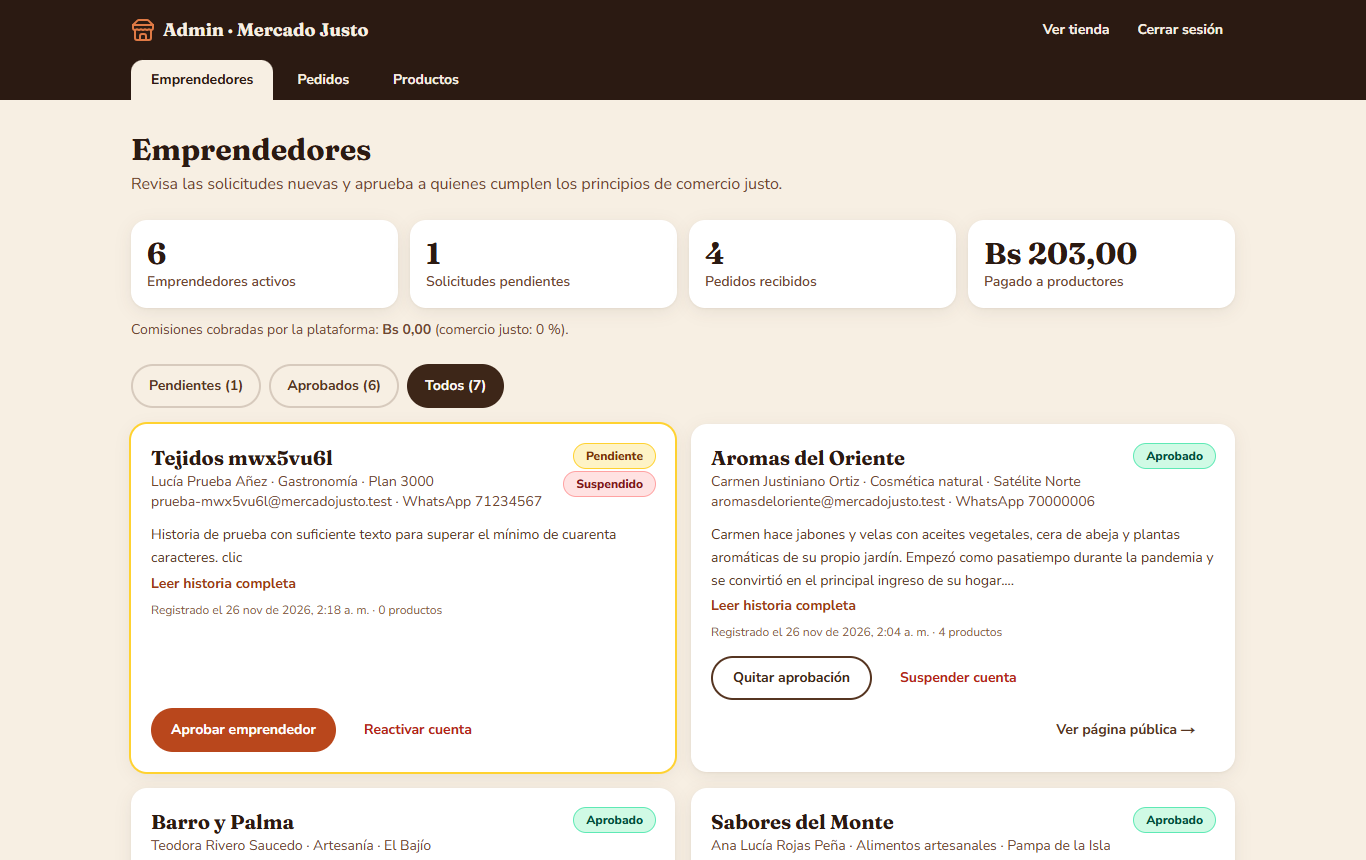 Admin · Mercado Justo
Ver tienda
Cerrar sesión
Emprendedores
Pedidos
Productos
Emprendedores
Revisa las solicitudes nuevas y aprueba a quienes cumplen los principios de comercio justo.
6
Emprendedores activos
1
Solicitudes pendientes
4
Pedidos recibidos
Bs 203,00
Pagado a productores
Comisiones cobradas por la plataforma: Bs 0,00 (comercio justo: 0 %).
Pendientes (1)
Aprobados (6)
Todos (7)
Tejidos mwx5vu6l
Pendiente
Suspendido
Lucía Prueba Añez · Gastronomía · Plan 3000
prueba-mwx5vu6l@mercadojusto.test · WhatsApp 71234567
Historia de prueba con suficiente texto para superar el mínimo de cuarenta
caracteres. clic
Leer historia completa
Registrado el 26 nov de 2026, 2:18 a. m. · 0 productos
Aprobar emprendedor
Reactivar cuenta
Aromas del Oriente
Aprobado
Carmen Justiniano Ortiz · Cosmética natural · Satélite Norte
aromasdeloriente@mercadojusto.test · WhatsApp 70000006
Carmen hace jabones y velas con aceites vegetales, cera de abeja y plantas
aromáticas de su propio jardín. Empezó como pasatiempo durante la pandemia y
se convirtió en el principal ingreso de su hogar....
Leer historia completa
Registrado el 26 nov de 2026, 2:04 a. m. · 4 productos
Quitar aprobación
Suspender cuenta
Ver página pública →
Barro y Palma
Aprobado
Teodora Rivero Saucedo · Artesanía · El Bajío
Sabores del Monte
Aprobado
Ana Lucía Rojas Peña · Alimentos artesanales · Pampa de la Isla